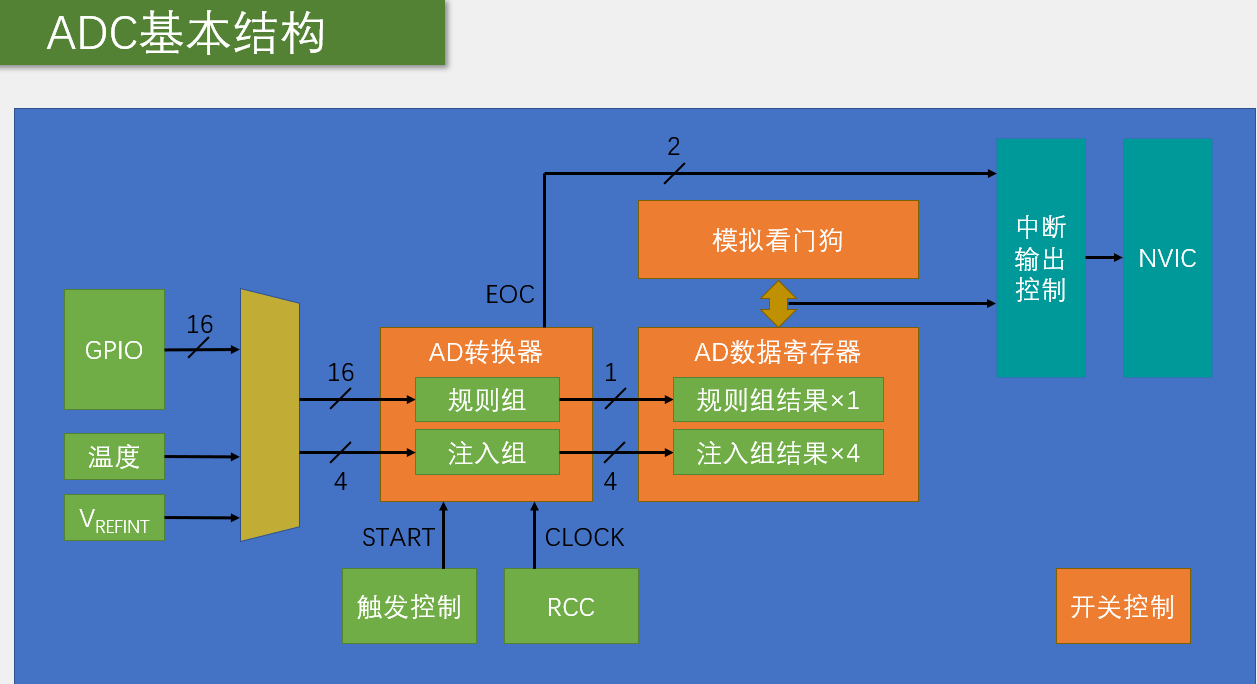 ADC基本结构
2
模拟看门狗
中断
输出
控制
NVIC
EOC
GPIO
16
16
AD转换器
1
AD数据寄存器
规则组
规则组结果×1
温度
注入组
注入组结果×4
4
4
VREFINT
START
CLOCK
触发控制
RCC
开关控制